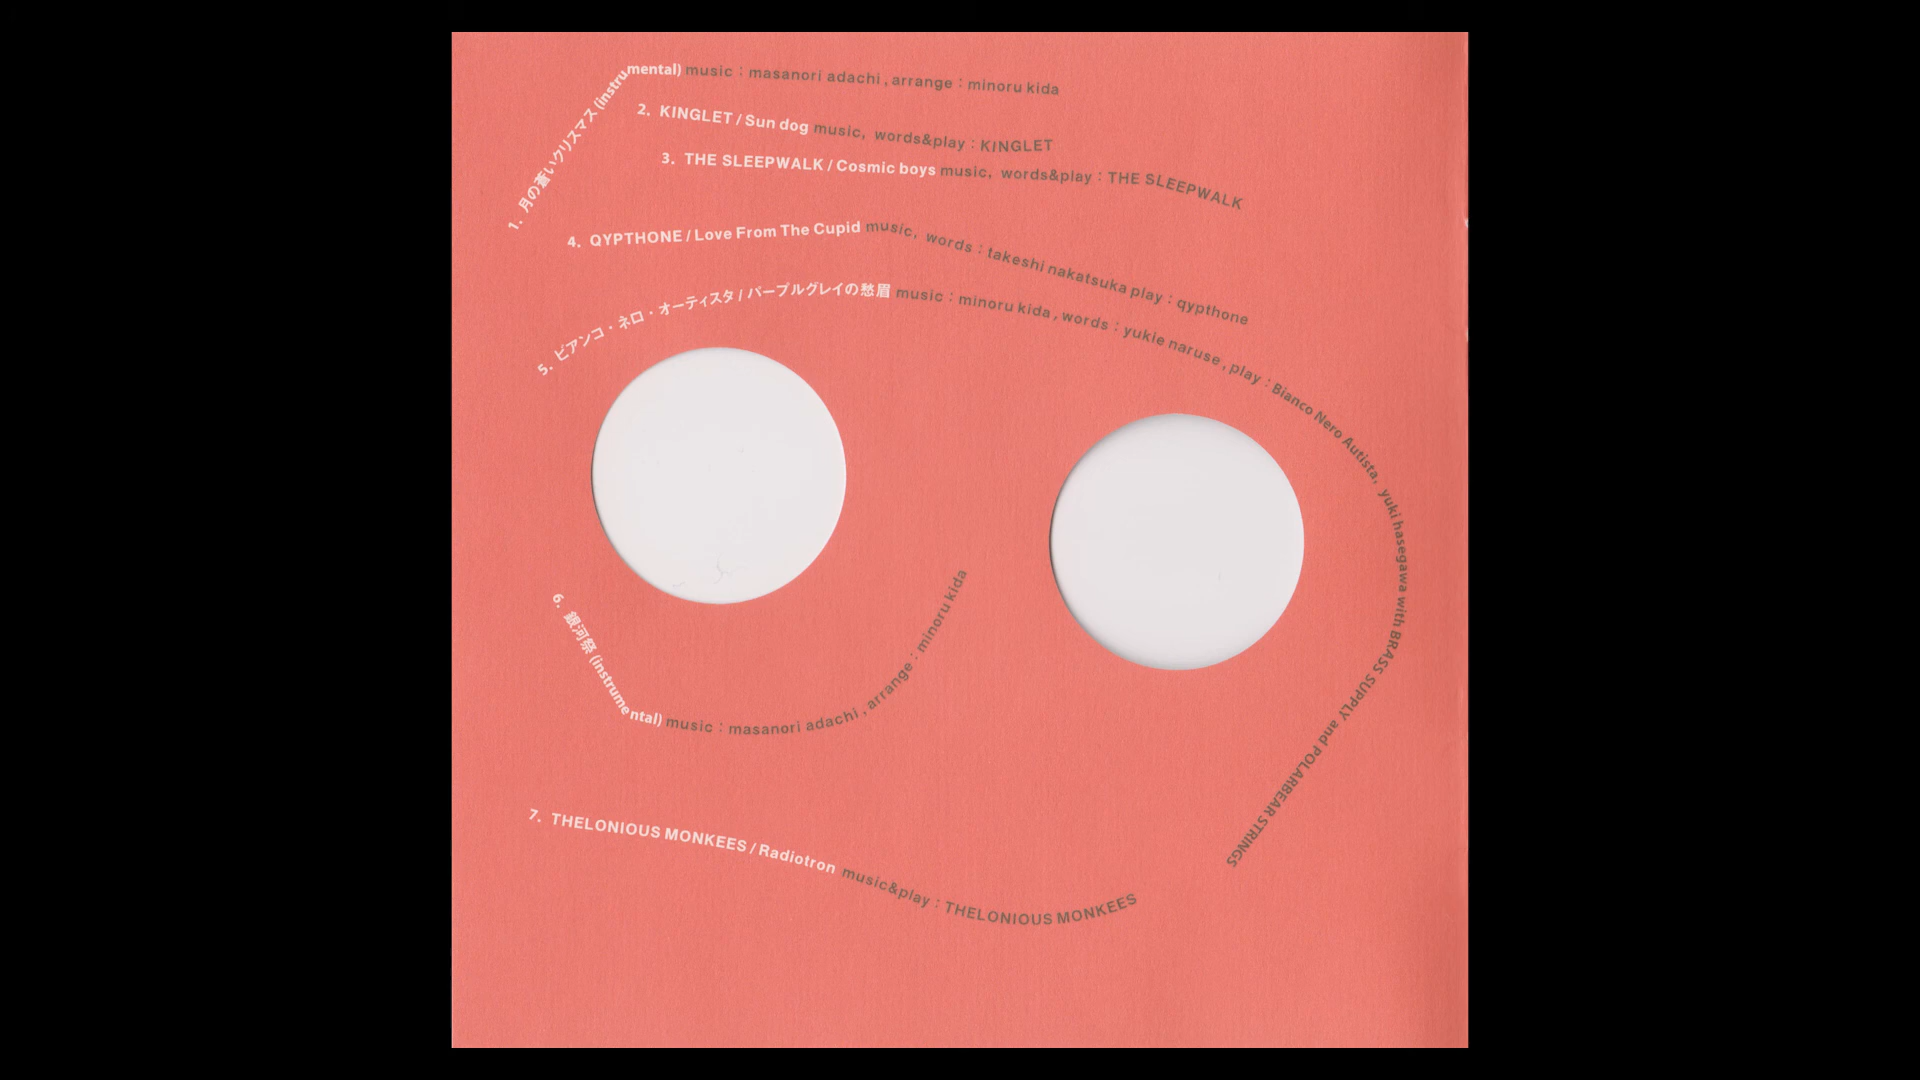 1. 月の蒼いクリスマス (instrumental) music : masanori adachi , arrange : minoru kida
2. KINGLET / Sun dog music, words&play : KINGLET
3. THE SLEEPWALK / Cosmic boys music, words&play : THE SLEEPWALK
4. QYPTHONE / Love From The Cupid music, words : takeshi nakatsuka play : qypthone
5. ビアンコ・ネロ・オーティスタ / パープルグレイの愁眉 music : minoru kida , words : yukie naruse , play : Bianco Nero Autista, yuki hasegawa with BRASS SUPPLY and POLARBEAR STRINGS
6. 銀河祭 (instrumental) music : masanori adachi , arrange : minoru kida
7. THELONIOUS MONKEES / Radiotron music&play : THELONIOUS MONKEES